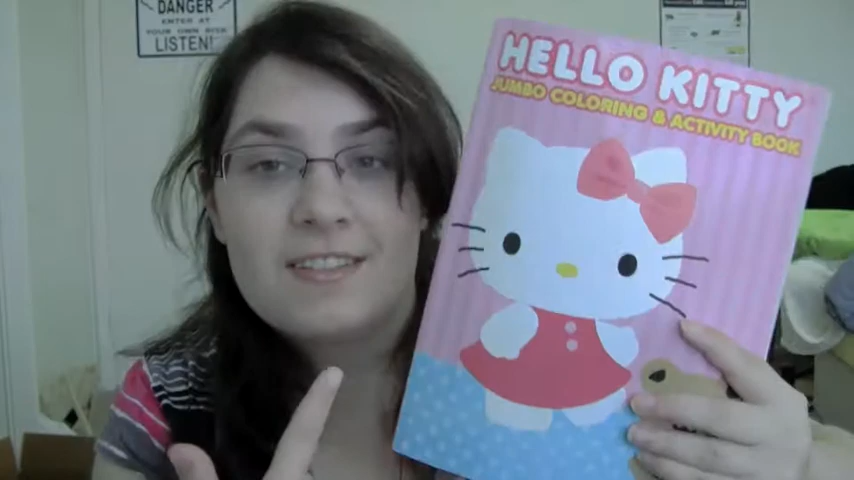 DANGER
ENTER AT
YOUR OWN RISK
LISTEN!
HELLO KITTY
JUMBO COLORING & ACTIVITY BOOK